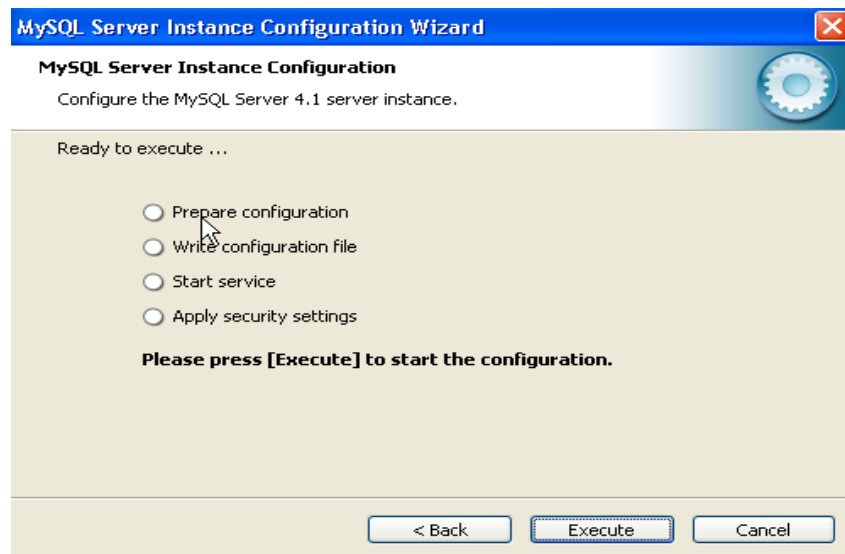 MySQL Server Instance Configuration Wizard
MySQL Server Instance Configuration
Configure the MySQL Server 4.1 server instance.
Ready to execute ...
Prepare configuration
Write configuration file
Start service
Apply security settings
Please press [Execute] to start the configuration.
< Back Execute Cancel